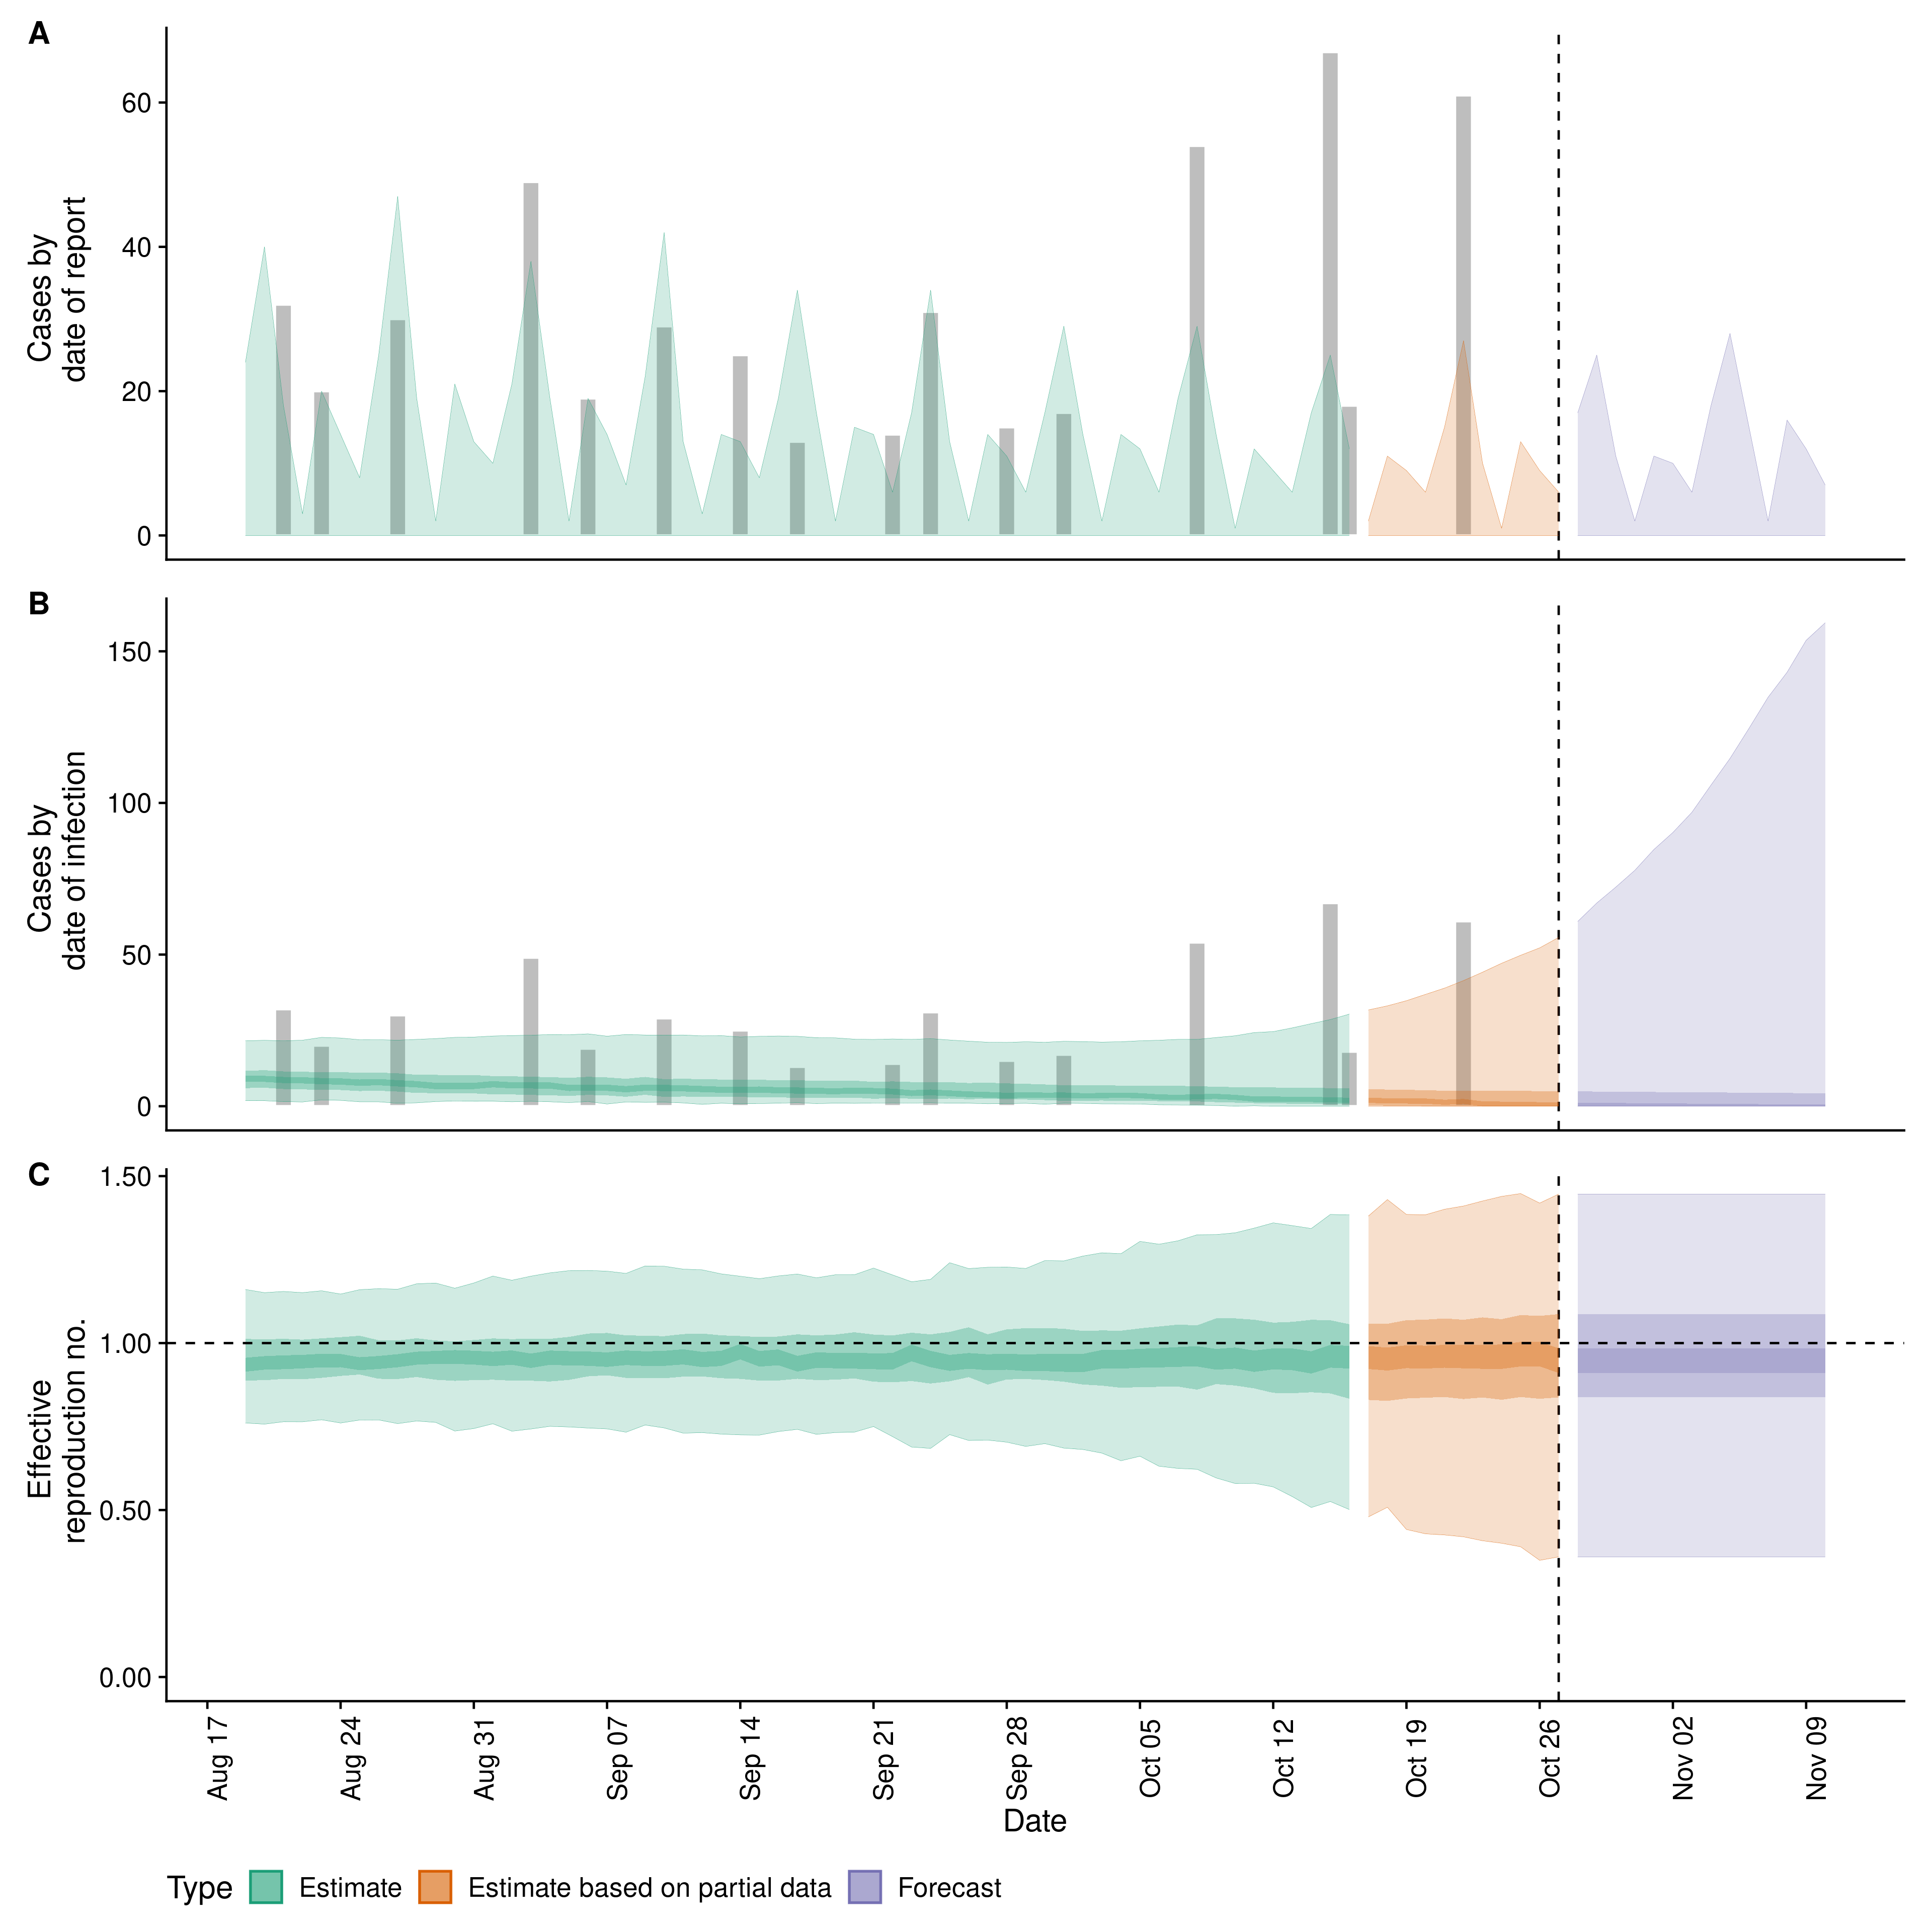 A
60
40
20
0
Cases by
date of report
B
150
100
50
0
Cases by
date of infection
C
1.50
1.00
0.50
0.00
Effective
reproduction no.
Aug 17
Aug 24
Aug 31
Sep 07
Sep 14
Sep 21
Sep 28
Oct 05
Oct 12
Oct 19
Oct 26
Nov 02
Nov 09
Date
Type Estimate Estimate based on partial data Forecast